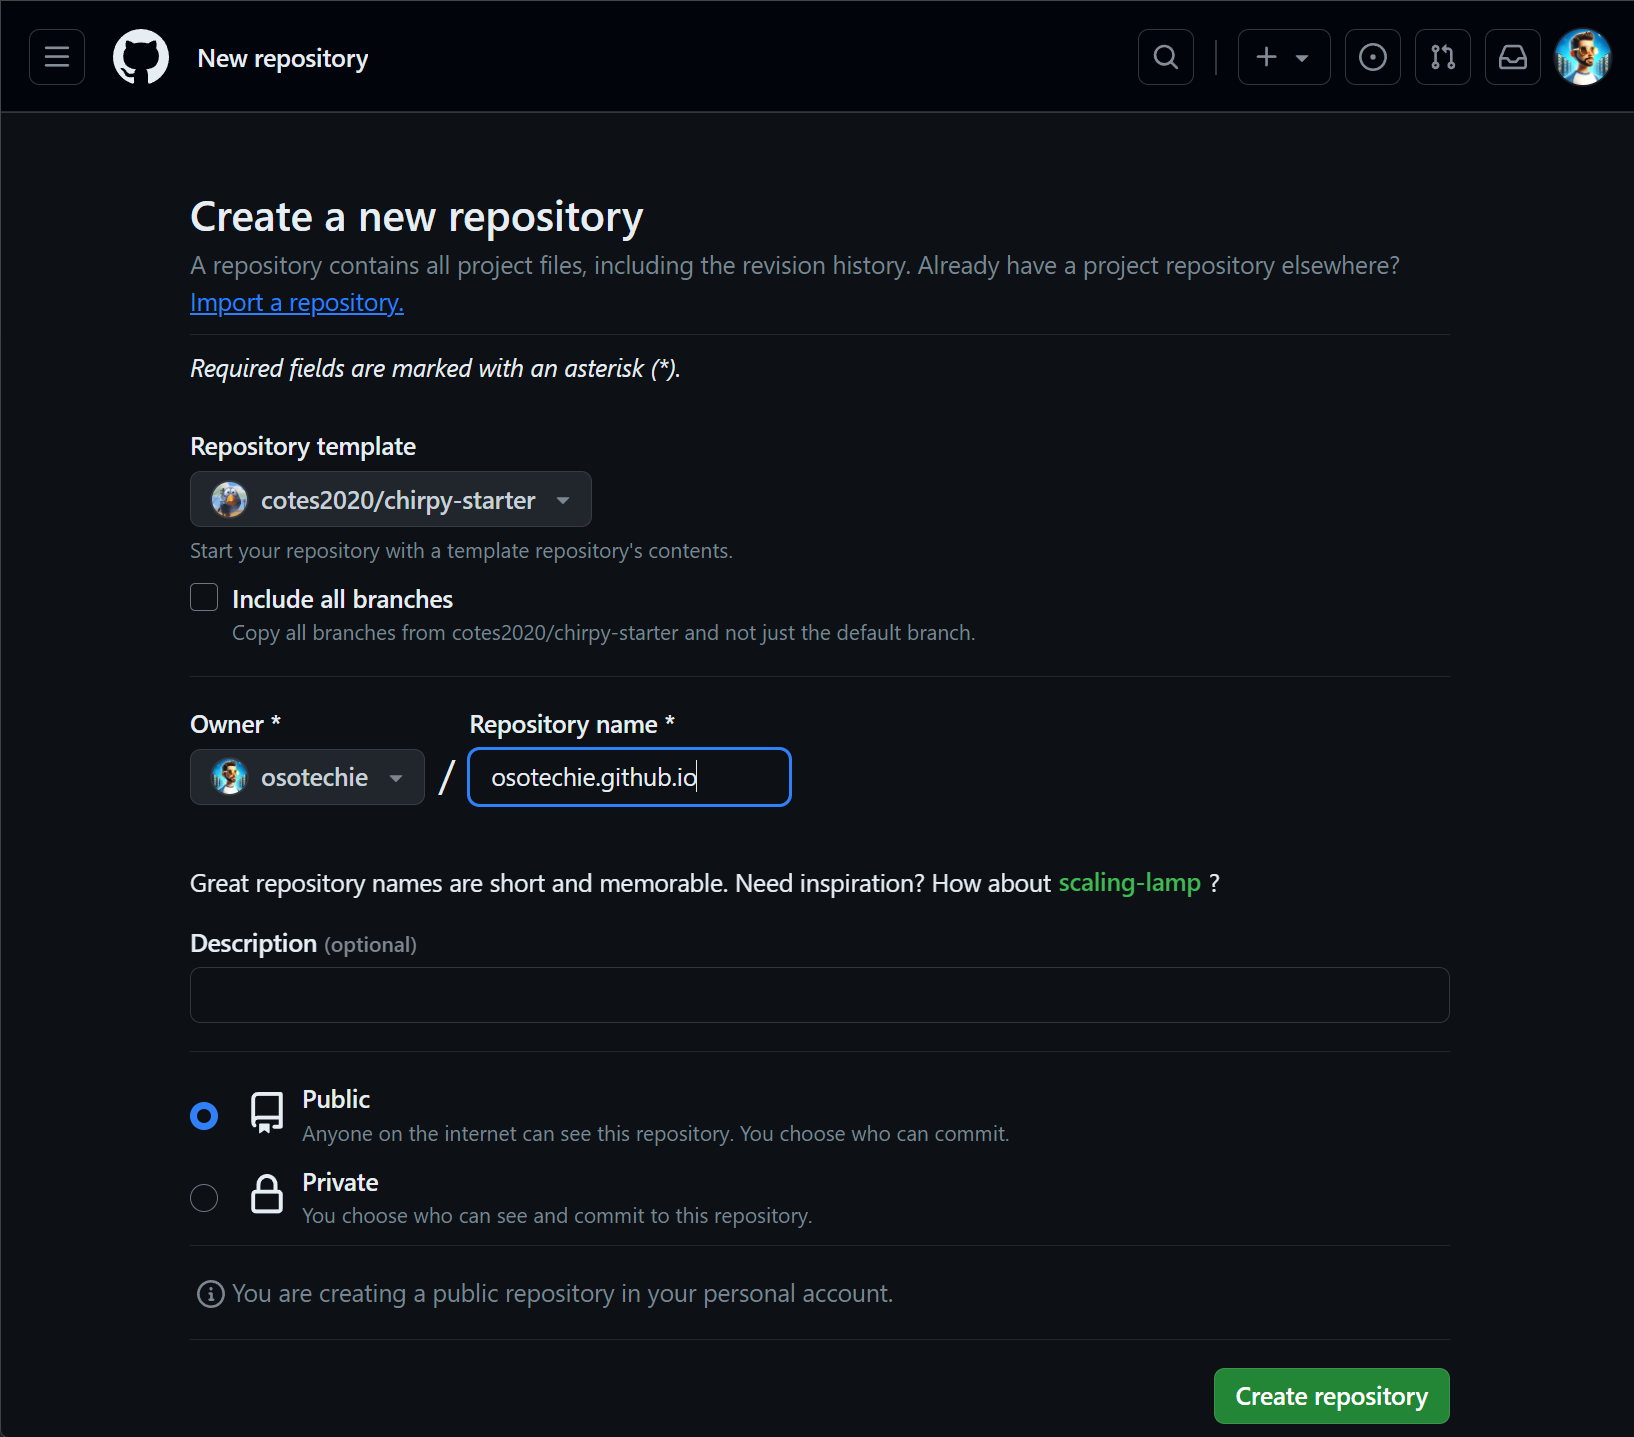 New repository
Create a new repository
A repository contains all project files, including the revision history. Already have a project repository elsewhere?
Import a repository.
Required fields are marked with an asterisk (*).
Repository template
cotes2020/chirpy-starter
Start your repository with a template repository's contents.
Include all branches
Copy all branches from cotes2020/chirpy-starter and not just the default branch.
Owner * Repository name *
osotechie / osotechie.github.io
Great repository names are short and memorable. Need inspiration? How about scaling-lamp ?
Description (optional)
Public
Anyone on the internet can see this repository. You choose who can commit.
Private
You choose who can see and commit to this repository.
You are creating a public repository in your personal account.
Create repository